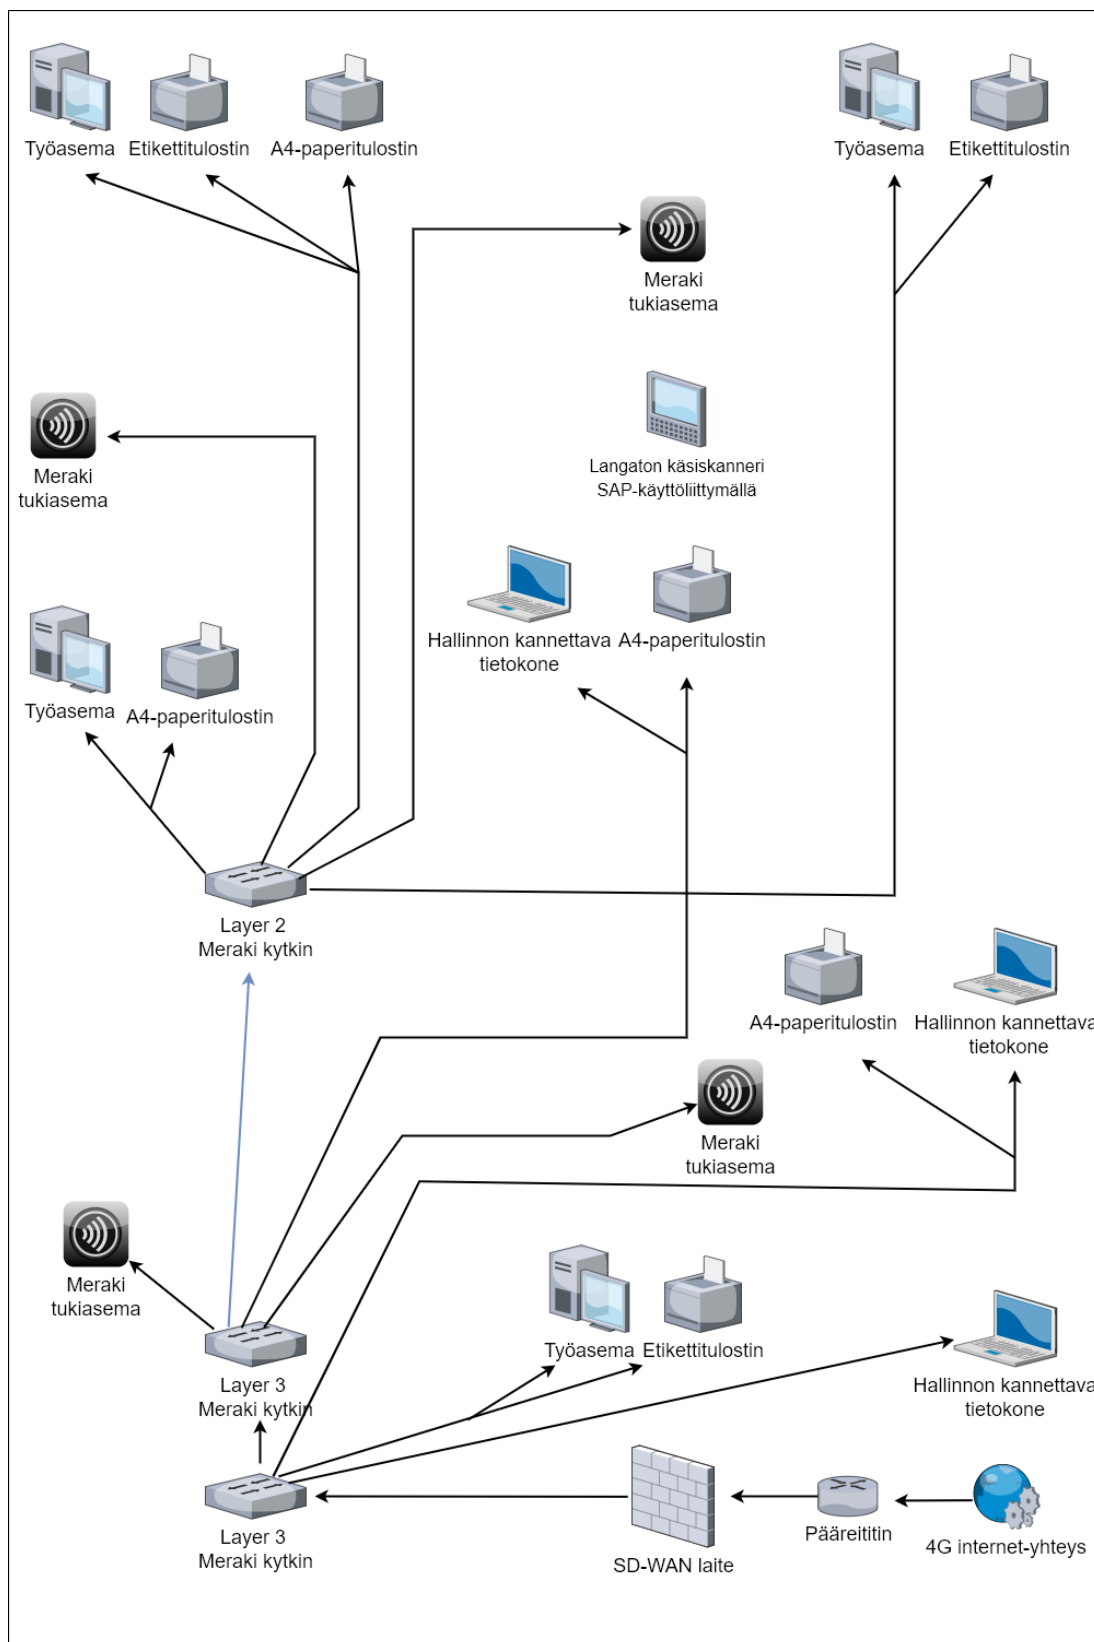 Työasema
Etikettitulostin
A4-paperitulostin
Työasema
Etikettitulostin
Meraki
tukiasema
Meraki
tukiasema
Langaton käsiskanneri
SAP-käyttöliittymällä
Hallinnon kannettava
tietokone
A4-paperitulostin
Työasema
A4-paperitulostin
Layer 2
Meraki kytkin
A4-paperitulostin
Hallinnon kannettava
tietokone
Meraki
tukiasema
Meraki
tukiasema
Työasema
Etikettitulostin
Layer 3
Meraki kytkin
Hallinnon kannettava
tietokone
Layer 3
Meraki kytkin
SD-WAN laite
Pääreititin
4G internet-yhteys